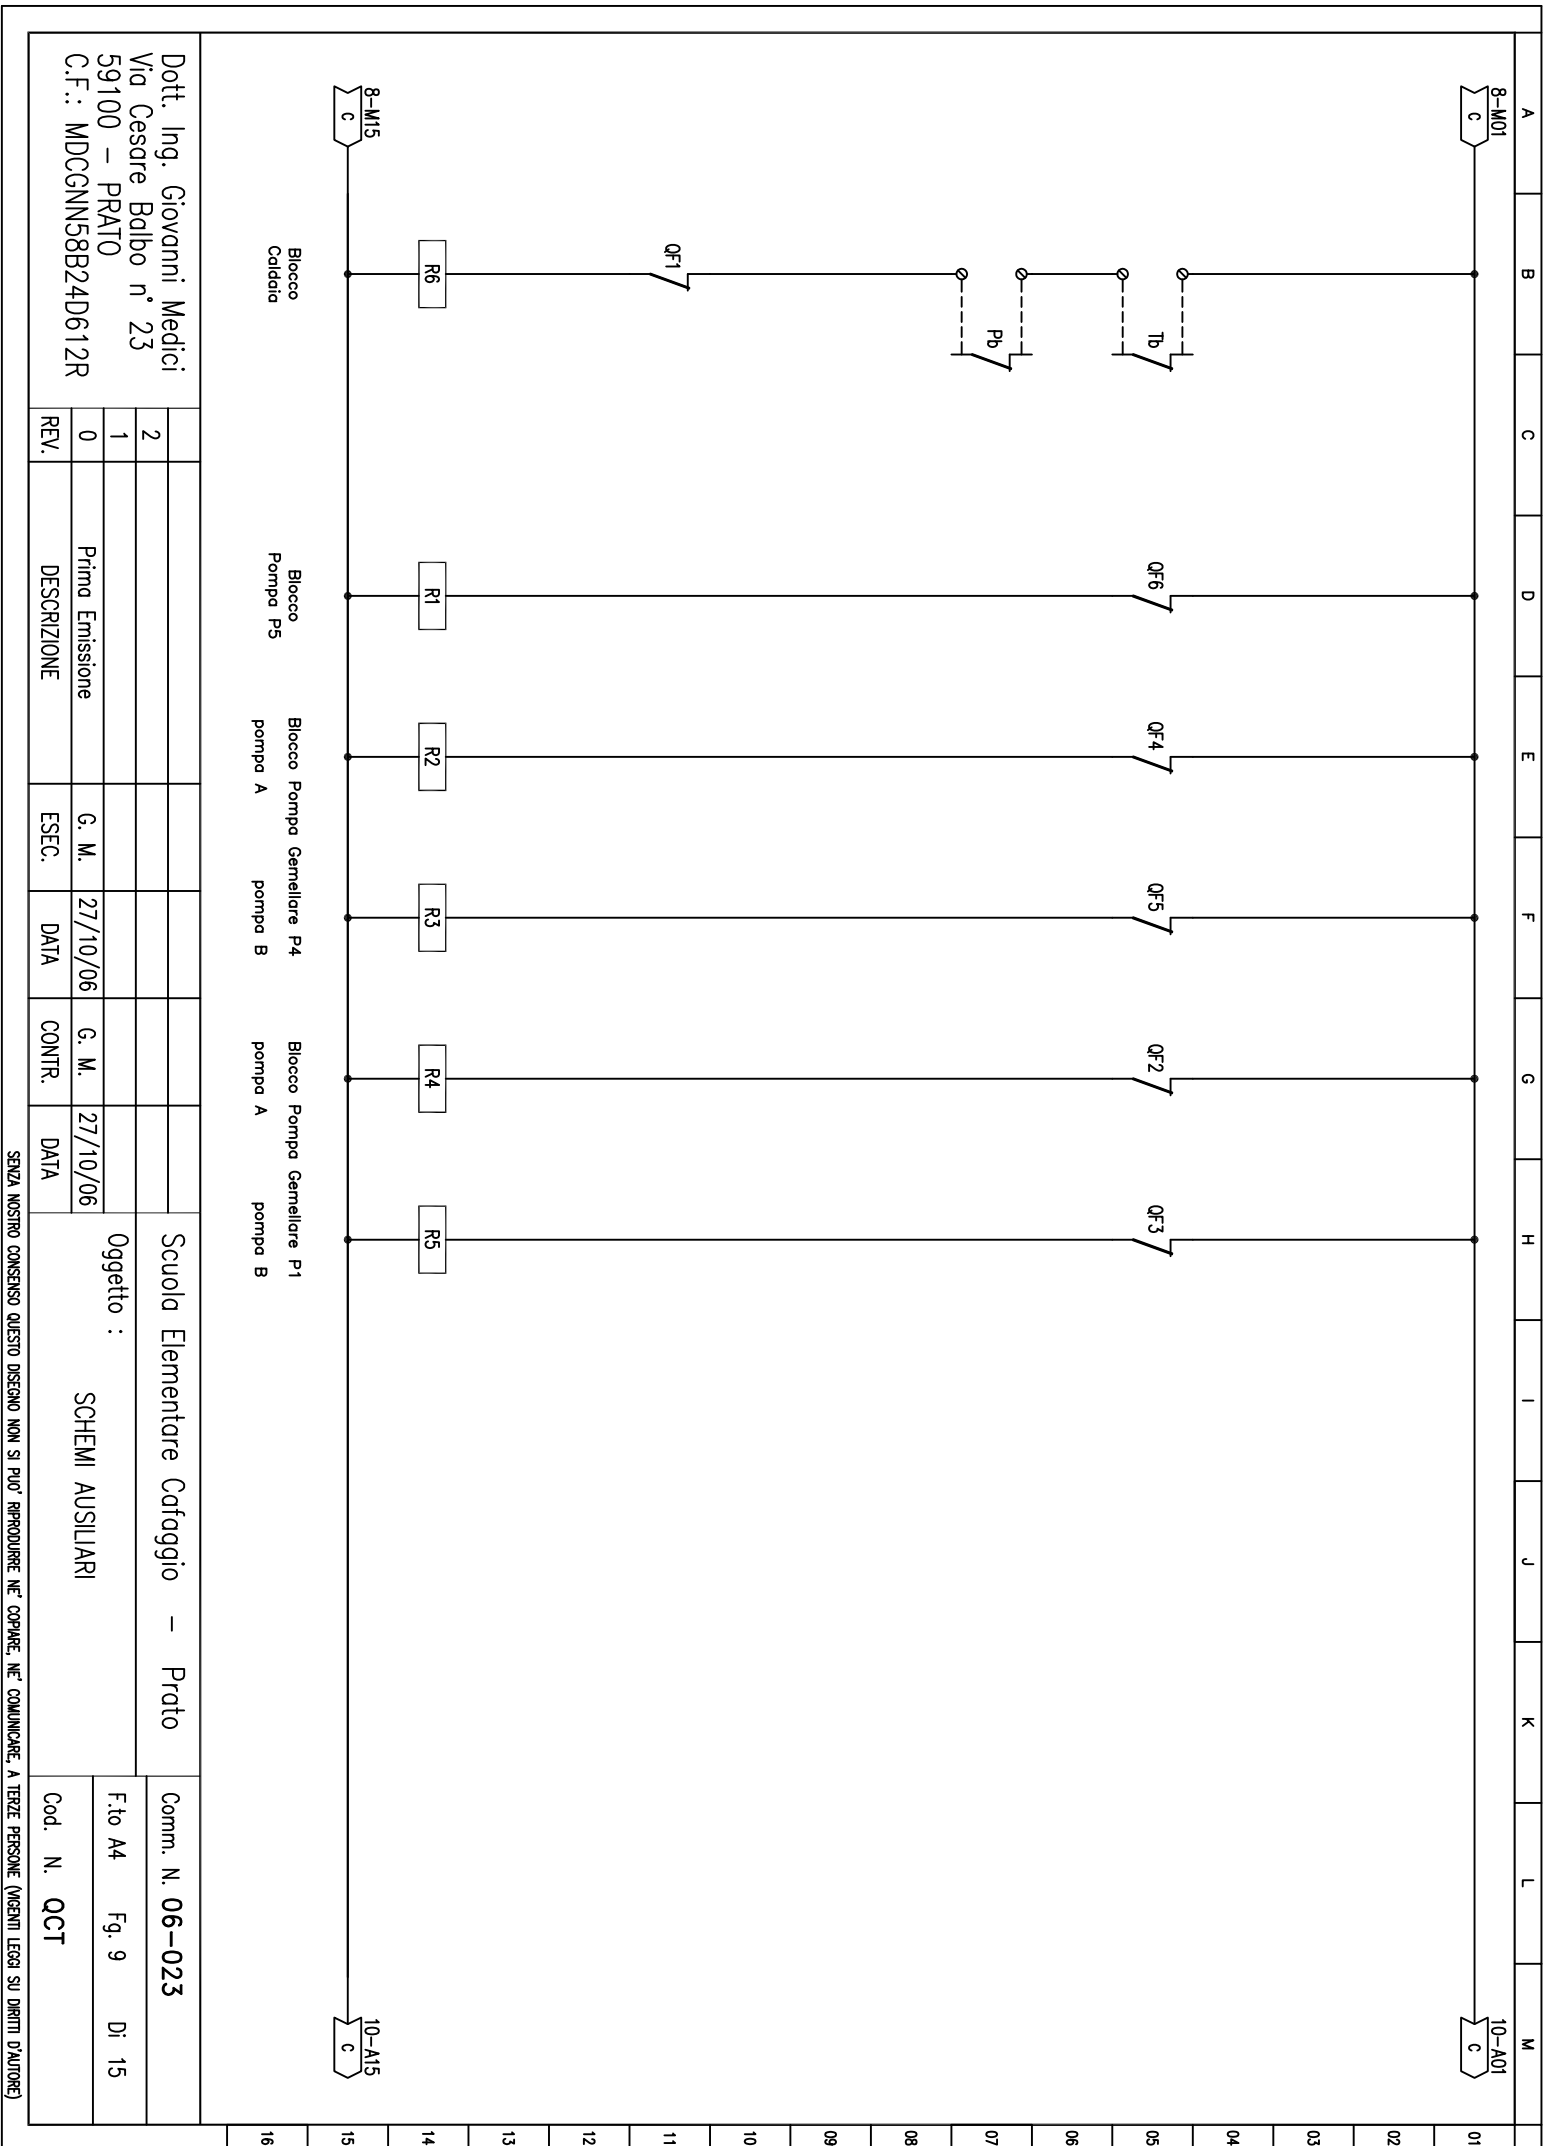 A B C D E F G H I J K L M
8-M01
C
10-A01
C
01
02
03
04
05
06
07
08
09
10
11
12
13
14
15
16
Tb
Pb
QF1
QF6
QF4
QF5
QF2
QF3
R6
R1
R2
R3
R4
R5
8-M15
C
10-A15
C
Blocco
Caldaia
Blocco
Pompa P5
Blocco Pompa Gemellare P4
pompa A pompa B
Blocco Pompa Gemellare P1
pompa A pompa B
Dott. Ing. Giovanni Medici
Via Cesare Balbo n° 23
59100 - PRATO
C.F.: MDCGNN58B24D612R
2
1
0 Prima Emissione G. M. 27/10/06 G. M. 27/10/06
REV. DESCRIZIONE ESEC. DATA CONTR. DATA
Scuola Elementare Cafaggio - Prato
Oggetto :
SCHEMI AUSILIARI
Comm. N. 06-023
F.to A4 Fg. 9 Di 15
Cod. N. QCT
SENZA NOSTRO CONSENSO QUESTO DISEGNO NON SI PUO' RIPRODURRE NE' COPIARE, NE' COMUNICARE, A TERZE PERSONE (VIGENTI LEGGI SU DIRITTI D'AUTORE)